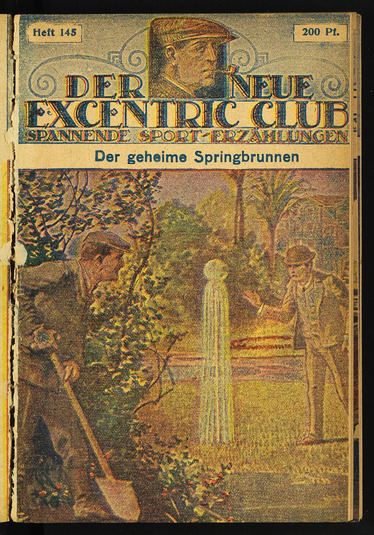 Heft 145
200 Pf.
DER NEUE
EXCENTRIC CLUB
SPANNENDE SPORT-ERZÄHLUNGEN
Der geheime Springbrunnen